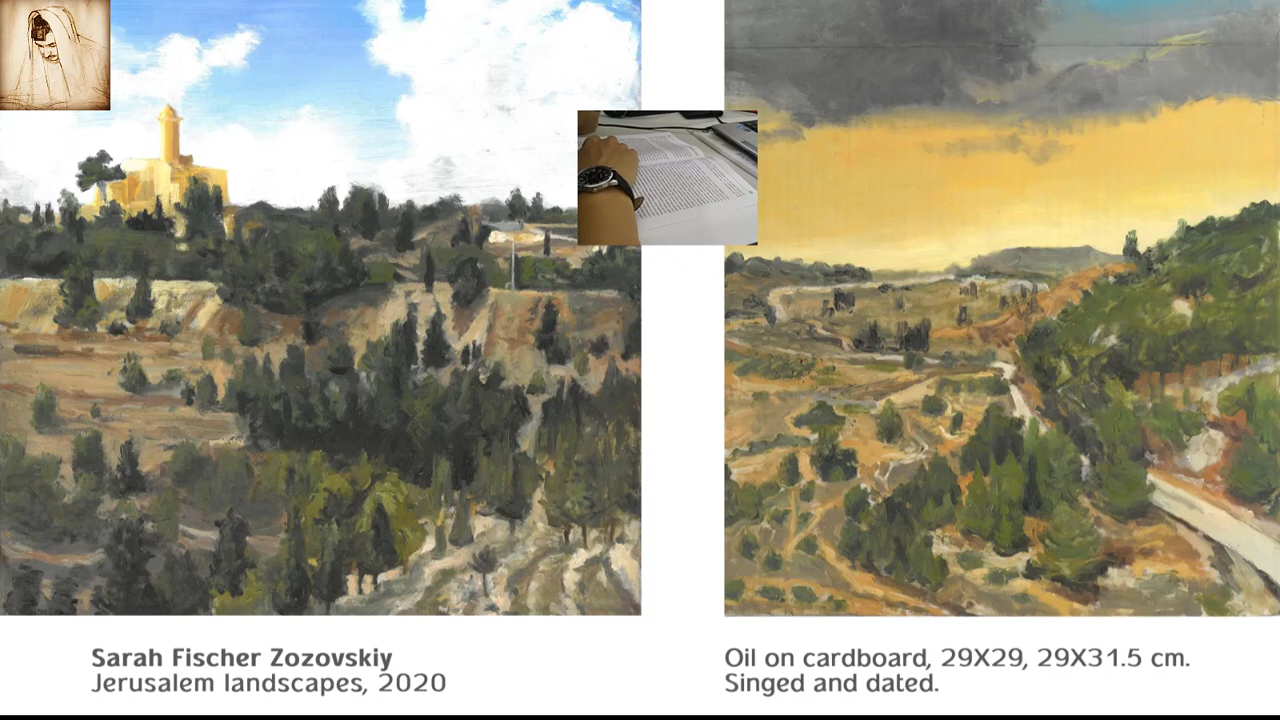 Sarah Fischer Zozovskiy
Jerusalem landscapes, 2020
Oil on cardboard, 29X29, 29X31.5 cm.
Singed and dated.